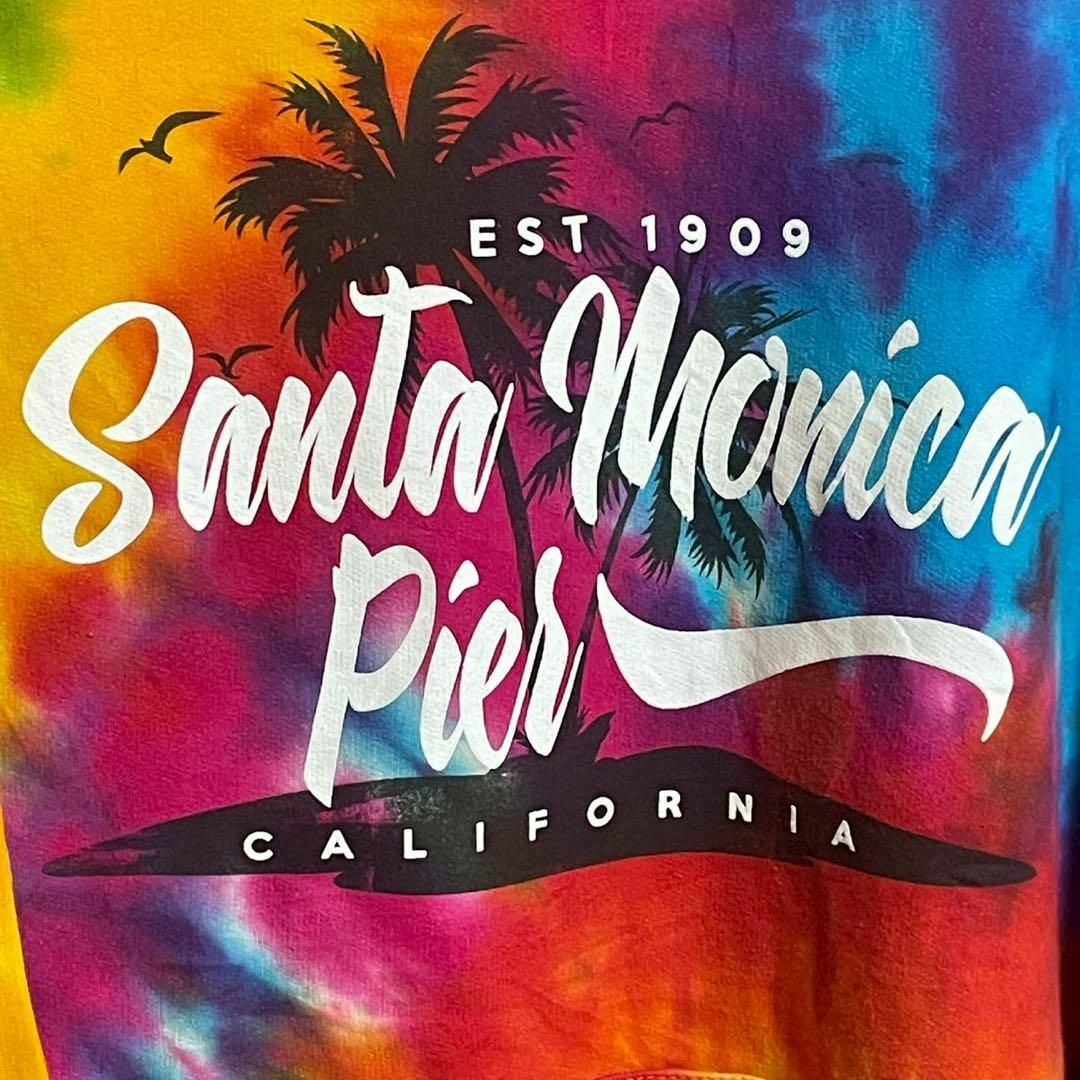 EST 1909
Santa Monica
Pier
CALIFORNIA